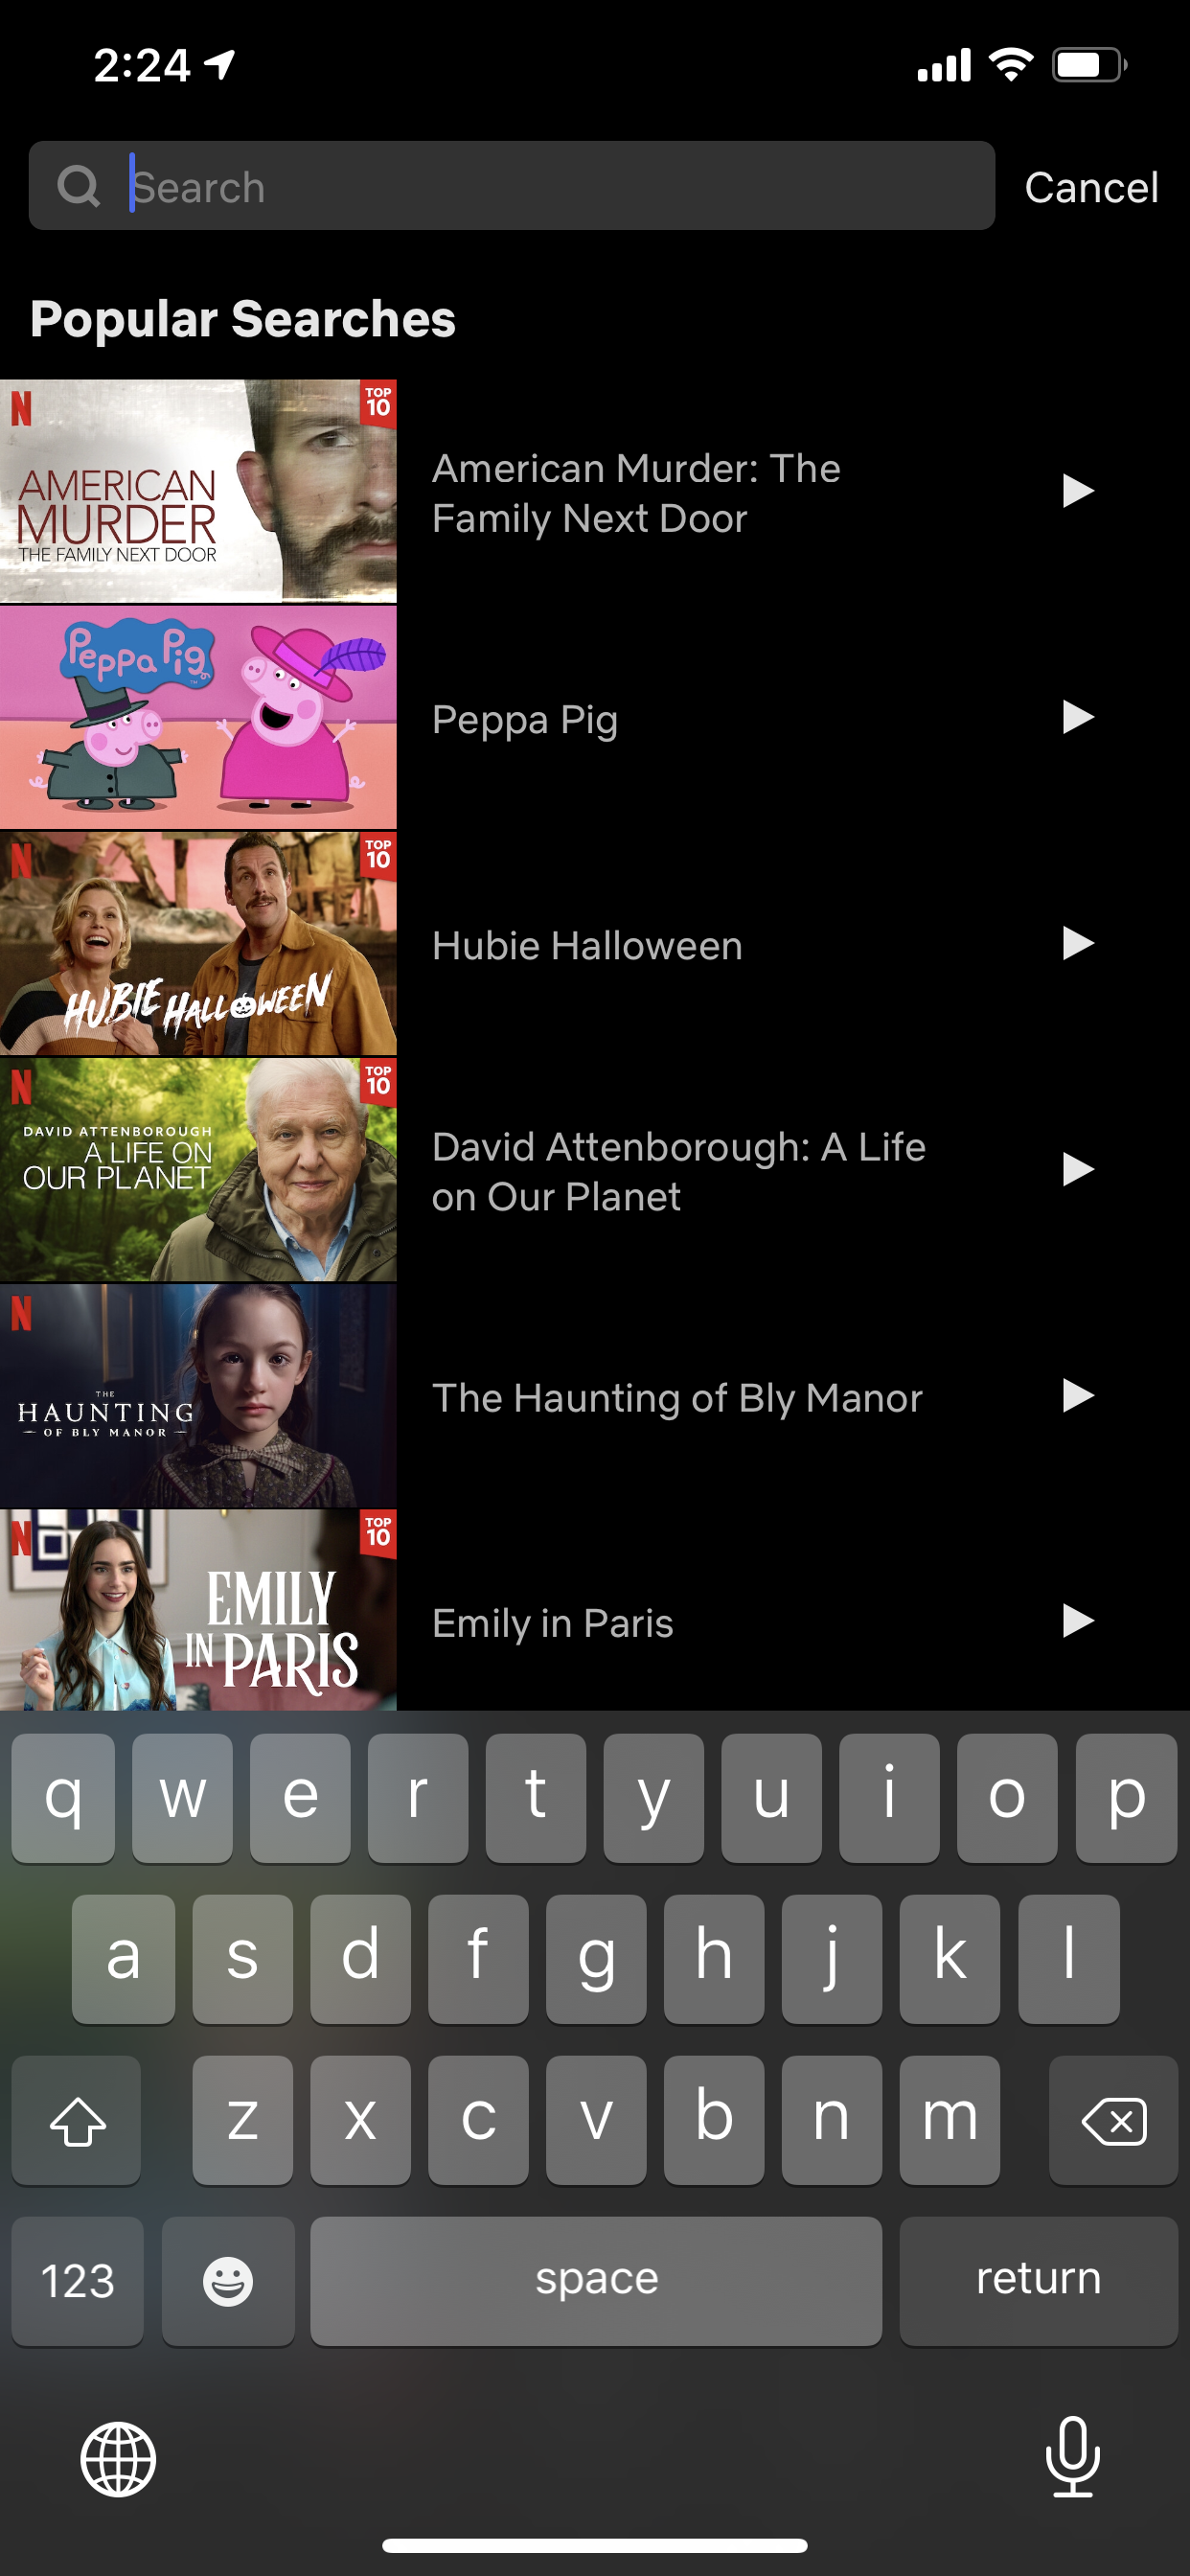 2:24
Search
Cancel
Popular Searches
N
TOP
10
AMERICAN
MURDER
THE FAMILY NEXT DOOR
American Murder: The
Family Next Door
Peppa Pig
TM
Peppa Pig
N
TOP
10
HUBIE HALLOWEEN
Hubie Halloween
N
TOP
10
DAVID ATTENBOROUGH
A LIFE ON
OUR PLANET
David Attenborough: A Life
on Our Planet
N
THE
HAUNTING
OF BLY MANOR
The Haunting of Bly Manor
N
TOP
10
EMILY
IN PARIS
Emily in Paris
q w e r t y u i o p
a s d f g h j k l
z x c v b n m
123 space return